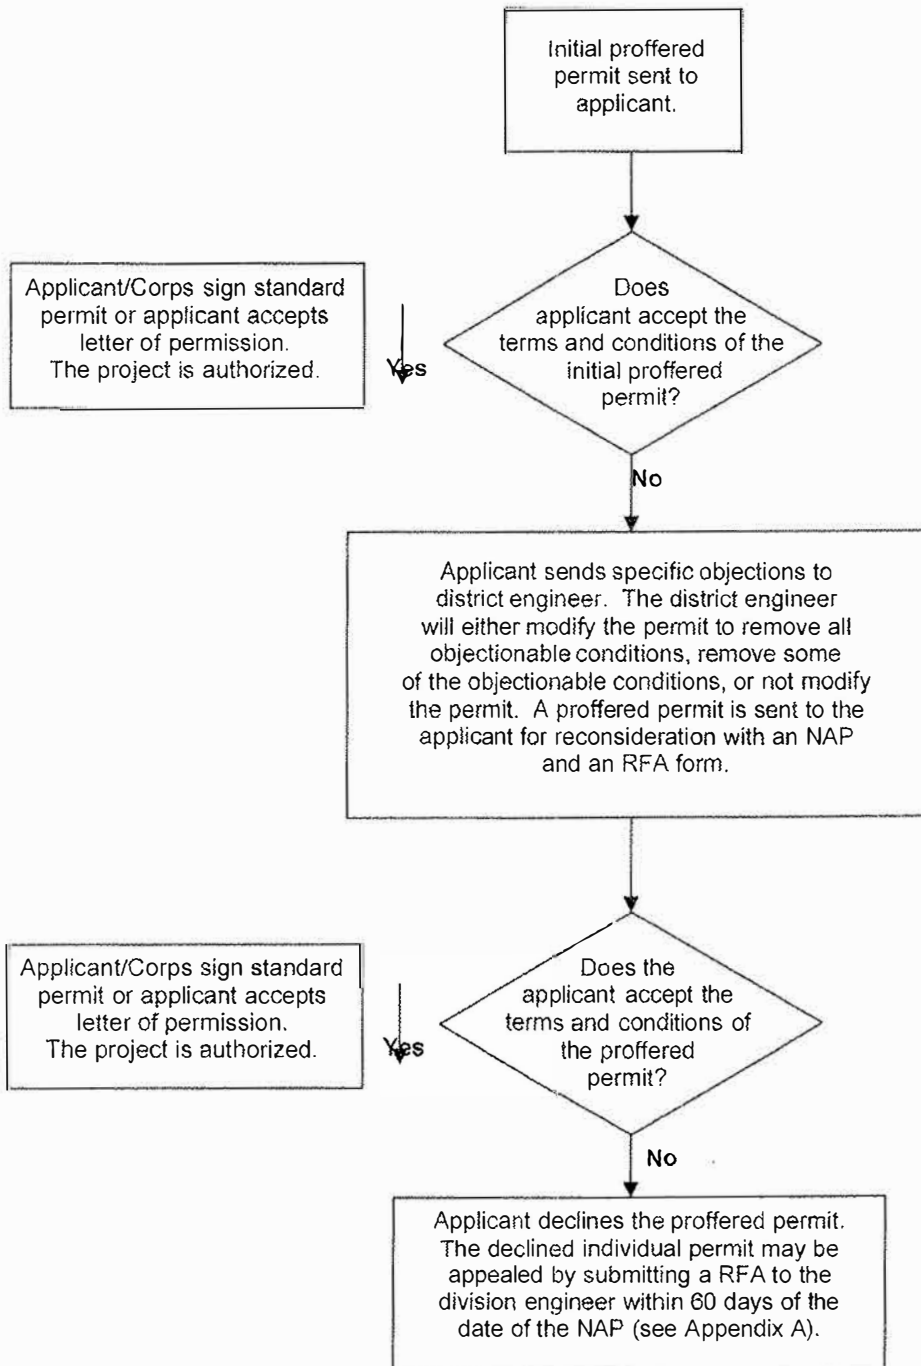 Initial proffered
permit sent to
applicant.
Does
applicant accept the
terms and conditions of the
initial proffered
permit?
Applicant/Corps sign standard
permit or applicant accepts
letter of permission.
The project is authorized.
Yes
No
Applicant sends specific objections to
district engineer. The district engineer
will either modify the permit to remove all
objectionable conditions, remove some
of the objectionable conditions, or not modify
the permit. A proffered permit is sent to the
applicant for reconsideration with an NAP
and an RFA form.
Does the
applicant accept the
terms and conditions of
the proffered
permit?
Applicant/Corps sign standard
permit or applicant accepts
letter of permission.
The project is authorized.
Yes
No
Applicant declines the proffered permit.
The declined individual permit may be
appealed by submitting a RFA to the
division engineer within 60 days of the
date of the NAP (see Appendix A).